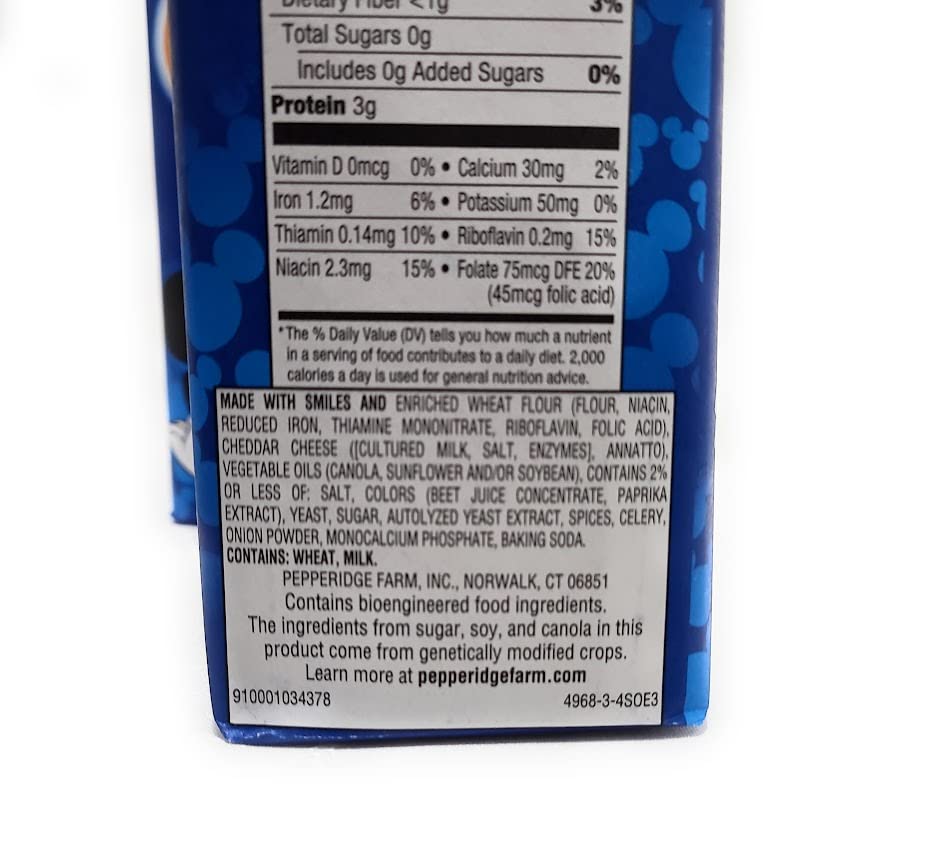 Dietary Fiber <1g 3%
Total Sugars 0g
Includes 0g Added Sugars 0%
Protein 3g
Vitamin D 0mcg 0% • Calcium 30mg 2%
Iron 1.2mg 6% • Potassium 50mg 0%
Thiamin 0.14mg 10% • Riboflavin 0.2mg 15%
Niacin 2.3mg 15% • Folate 75mcg DFE 20%
(45mcg folic acid)
*The % Daily Value (DV) tells you how much a nutrient
in a serving of food contributes to a daily diet. 2,000
calories a day is used for general nutrition advice.
MADE WITH SMILES AND ENRICHED WHEAT FLOUR (FLOUR, NIACIN,
REDUCED IRON, THIAMINE MONONITRATE, RIBOFLAVIN, FOLIC ACID),
CHEDDAR CHEESE ([CULTURED MILK, SALT, ENZYMES], ANNATTO),
VEGETABLE OILS (CANOLA, SUNFLOWER AND/OR SOYBEAN), CONTAINS 2%
OR LESS OF: SALT, COLORS (BEET JUICE CONCENTRATE, PAPRIKA
EXTRACT), YEAST, SUGAR, AUTOLYZED YEAST EXTRACT, SPICES, CELERY,
ONION POWDER, MONOCALCIUM PHOSPHATE, BAKING SODA.
CONTAINS: WHEAT, MILK.
PEPPERIDGE FARM, INC., NORWALK, CT 06851
Contains bioengineered food ingredients.
The ingredients from sugar, soy, and canola in this
product come from genetically modified crops.
Learn more at pepperidgefarm.com
910001034378 4968-3-4SOE3